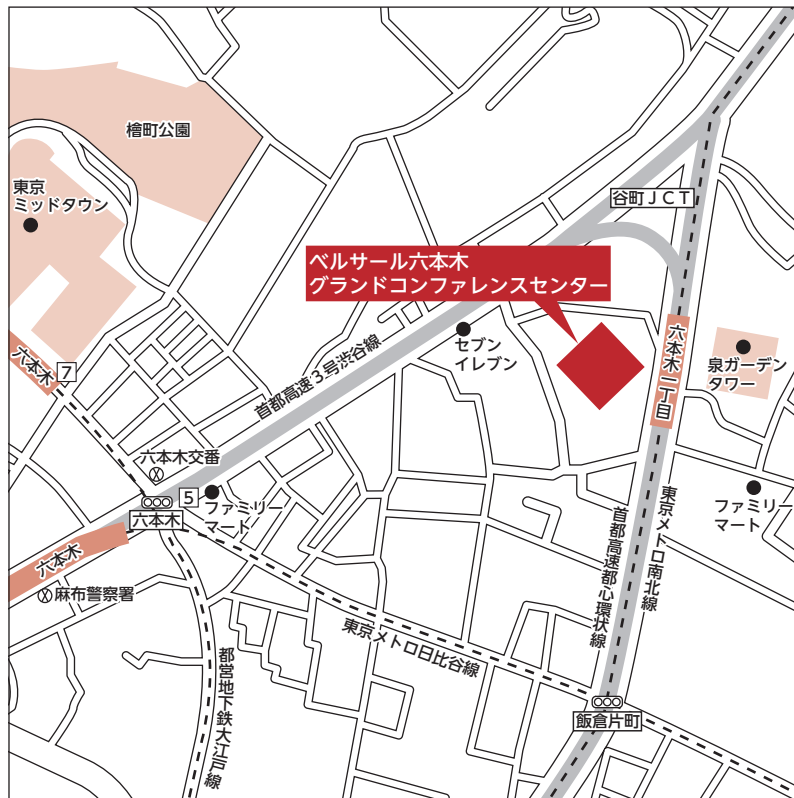 檜町公園
東京
ミッドタウン
谷町JCT
ベルサール六本木
グランドコンファレンスセンター
六本木
7
首都高速3号渋谷線
セブン
イレブン
六本木一丁目
泉ガーデン
タワー
六本木交番
5
ファミリー
マート
六本木
六本木
麻布警察署
ファミリー
マート
東京メトロ南北線
首都高速都心環状線
東京メトロ日比谷線
都営地下鉄大江戸線
飯倉片町